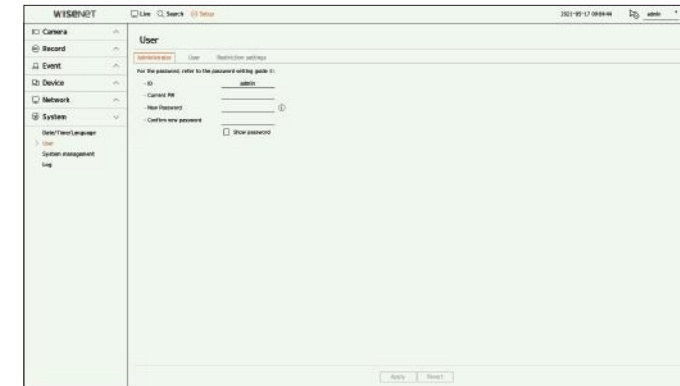 WISENET
Live Search Setup
2021-05-17 09:04:44 admin
Camera
Record
Event
Device
Network
System
Date/Time/Language
User
System management
Log
User
Administrator User Restriction settings
For the password, refer to the password setting guide
- ID admin
- Current PW
- New Password
- Confirm new password
Show password
Apply Revert